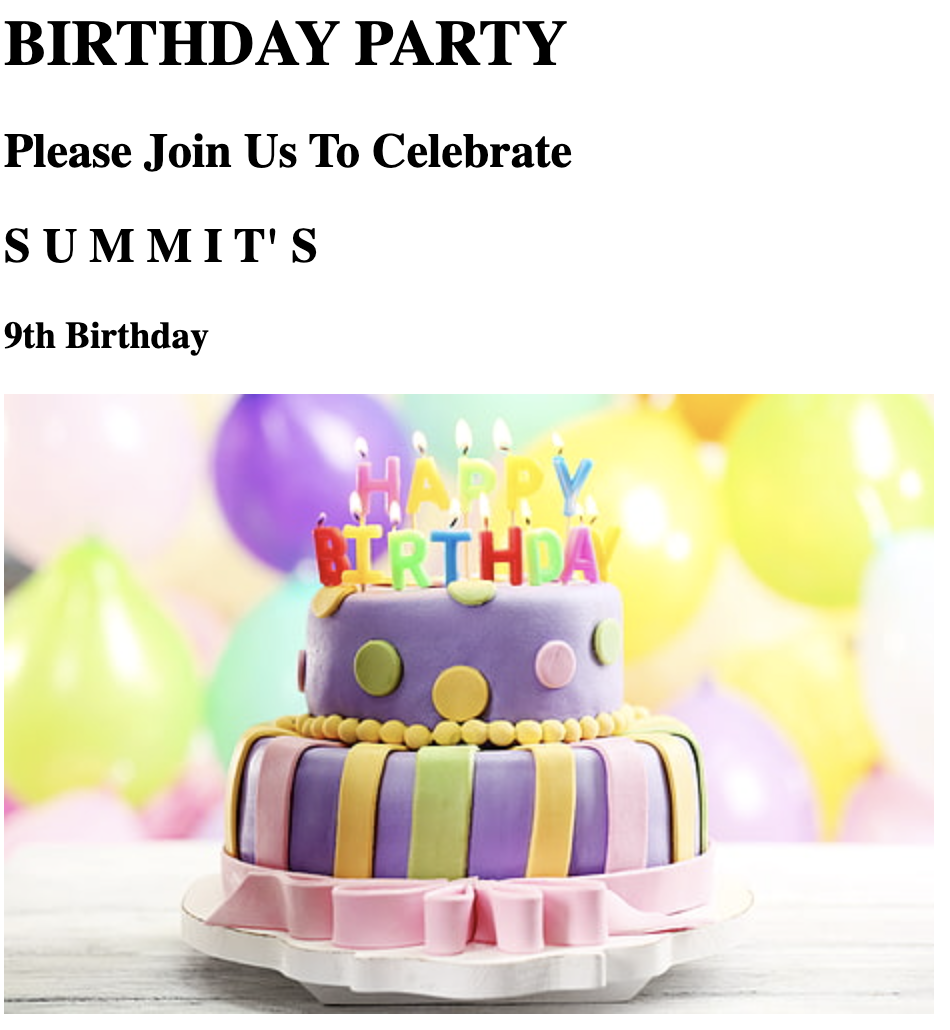 BIRTHDAY PARTY
Please Join Us To Celebrate
S U M M I T' S
9th Birthday
HAPPY
BIRTHDAY